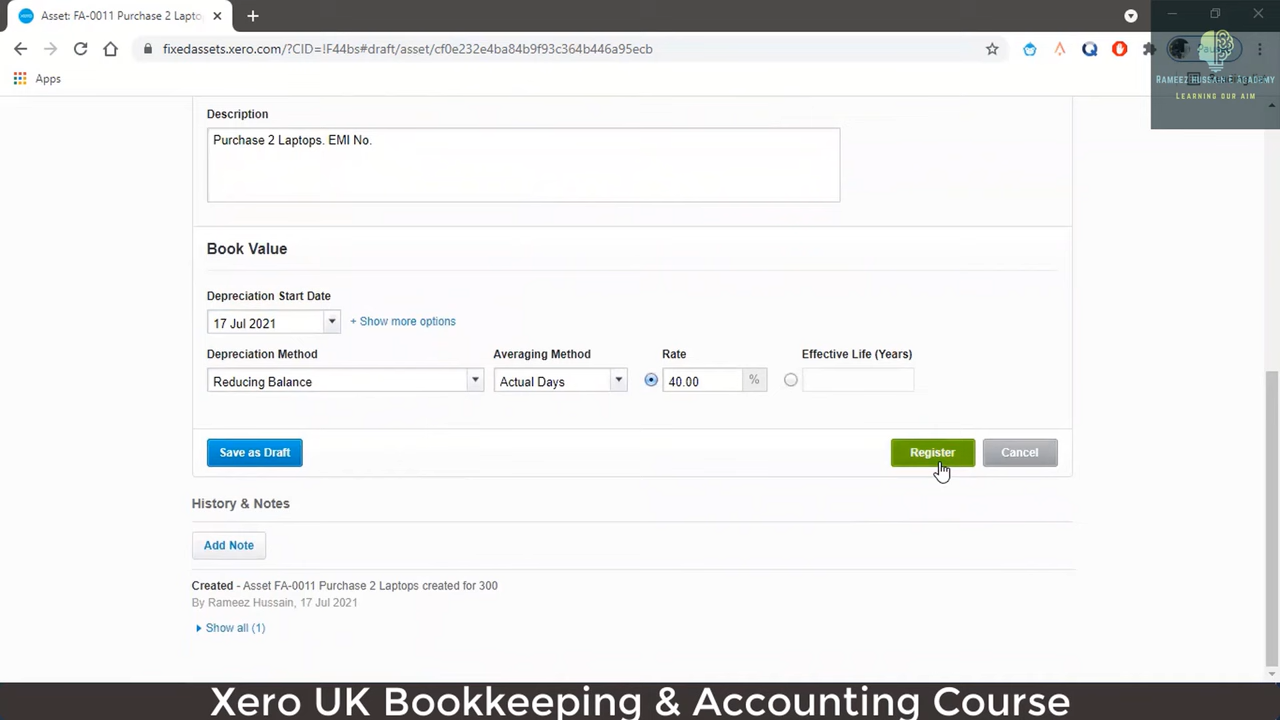 Asset: FA-0011 Purchase 2 Lapto
fixedassets.xero.com/?CID=!F44bs#draft/asset/cf0e232e4ba84b9f93c364b446a95ecb
Apps
RAMEEZ HUSSAIN ACADEMY
LEARNING OUR AIM
Description
Purchase 2 Laptops. EMI No.
Book Value
Depreciation Start Date
17 Jul 2021
+ Show more options
Depreciation Method Averaging Method Rate Effective Life (Years)
Reducing Balance Actual Days 40.00 %
Save as Draft Register Cancel
History & Notes
Add Note
Created - Asset FA-0011 Purchase 2 Laptops created for 300
By Rameez Hussain, 17 Jul 2021
Show all (1)
Xero UK Bookkeeping & Accounting Course